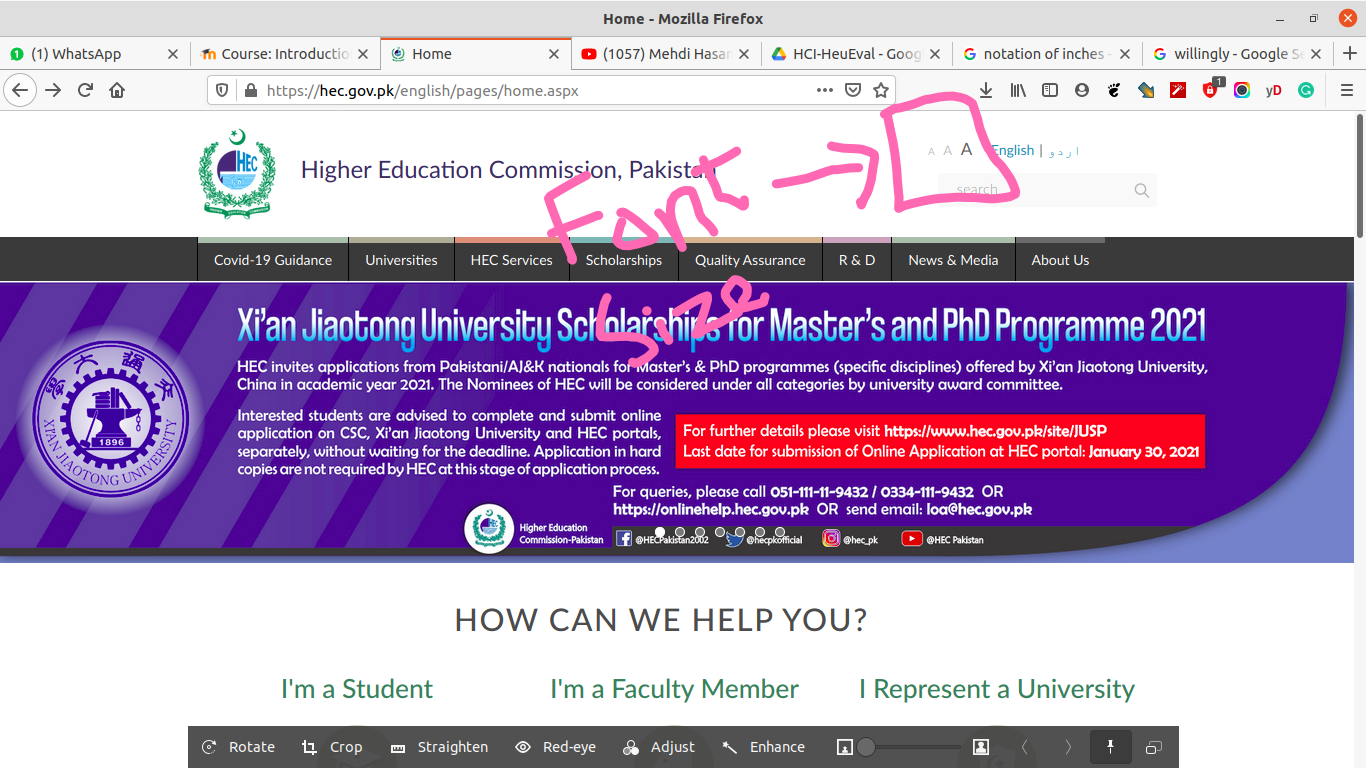 Home - Mozilla Firefox
(1) WhatsApp
Course: Introductio
Home
(1057) Mehdi Hasan
HCI-HeuEval - Goog
notation of inches -
willingly - Google Se
https://hec.gov.pk/english/pages/home.aspx
1
yD
HEC
Higher Education Commission, Pakistan
A A A
English | اردو
search
Font
Size
Covid-19 Guidance
Universities
HEC Services
Scholarships
Quality Assurance
R & D
News & Media
About Us
Xi'an Jiaotong University Scholarships for Master's and PhD Programme 2021
HEC invites applications from Pakistani/AJ&K nationals for Master's & PhD programmes (specific disciplines) offered by Xi'an Jiaotong University,
China in academic year 2021. The Nominees of HEC will be considered under all categories by university award committee.
Interested students are advised to complete and submit online
application on CSC, Xi'an Jiaotong University and HEC portals,
separately, without waiting for the deadline. Application in hard
copies are not required by HEC at this stage of application process.
For further details please visit https://www.hec.gov.pk/site/JUSP
Last date for submission of Online Application at HEC portal: January 30, 2021
For queries, please call 051-111-11-9432 / 0334-111-9432 OR
https://onlinehelp.hec.gov.pk OR send email: loa@hec.gov.pk
1896
XI'AN JIAOTONG UNIVERSITY
Higher Education
Commission-Pakistan
@HECPakistan2002
@hecpkofficial
@hec_pk
@HEC Pakistan
HOW CAN WE HELP YOU?
I'm a Student
I'm a Faculty Member
I Represent a University
Rotate
Crop
Straighten
Red-eye
Adjust
Enhance